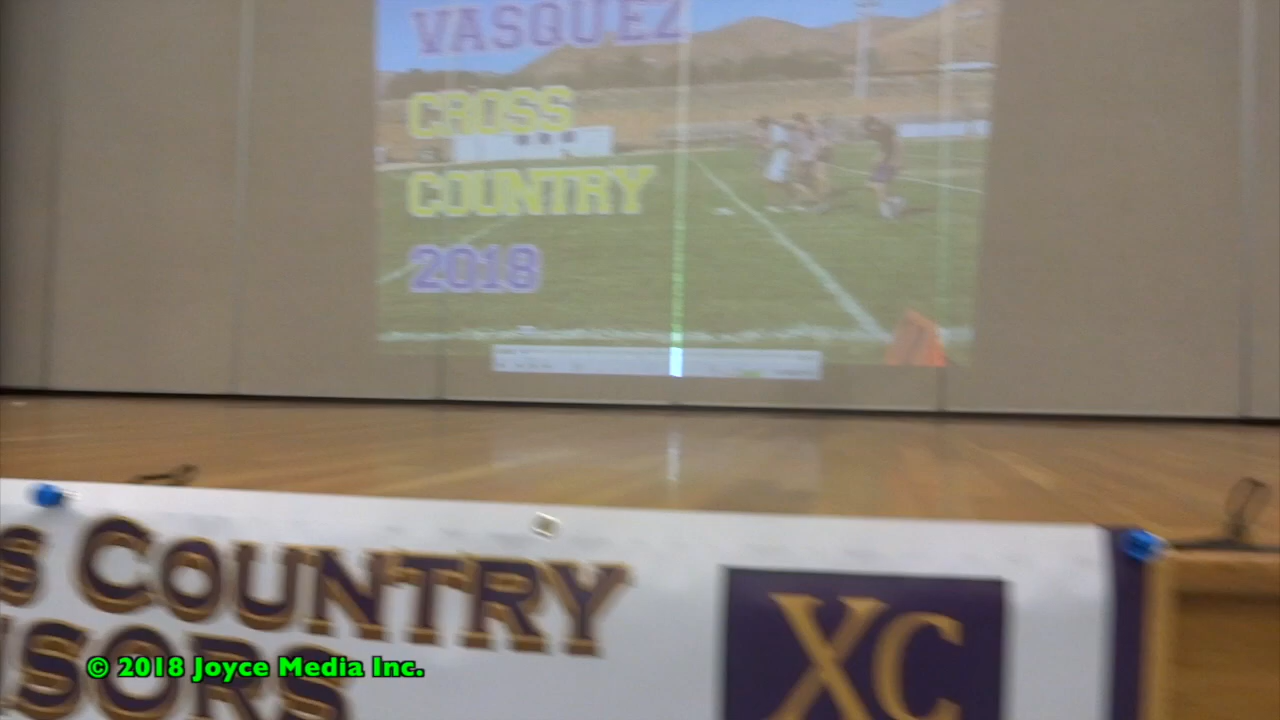 VASQUEZ
CROSS
COUNTRY
2018
S COUNTRY
SORS
XC
© 2018 Joyce Media Inc.